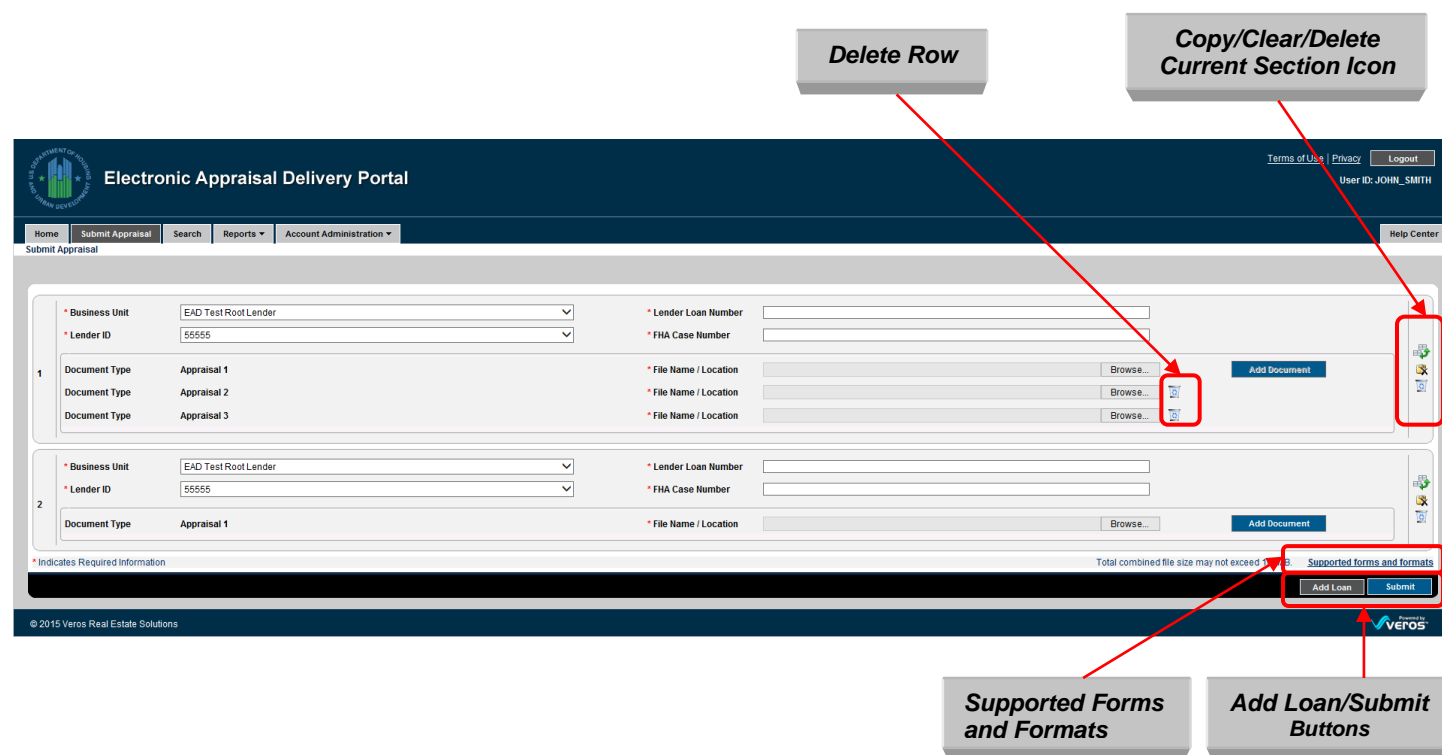 Delete Row
Copy/Clear/Delete
Current Section Icon
U.S. DEPARTMENT OF HOUSING AND URBAN DEVELOPMENT
Electronic Appraisal Delivery Portal
Terms of Use | Privacy Logout
User ID: JOHN_SMITH
Home Submit Appraisal Search Reports Account Administration Help Center
Submit Appraisal
* Business Unit EAD Test Root Lender * Lender Loan Number
* Lender ID 55555 * FHA Case Number
1 Document Type Appraisal 1 * File Name / Location Browse... Add Document
Document Type Appraisal 2 * File Name / Location Browse...
Document Type Appraisal 3 * File Name / Location Browse...
* Business Unit EAD Test Root Lender * Lender Loan Number
* Lender ID 55555 * FHA Case Number
2
Document Type Appraisal 1 * File Name / Location Browse... Add Document
* Indicates Required Information Total combined file size may not exceed Supported forms and formats
Add Loan Submit
© 2015 Veros Real Estate Solutions Powered by
veros
Supported Forms
and Formats
Add Loan/Submit
Buttons